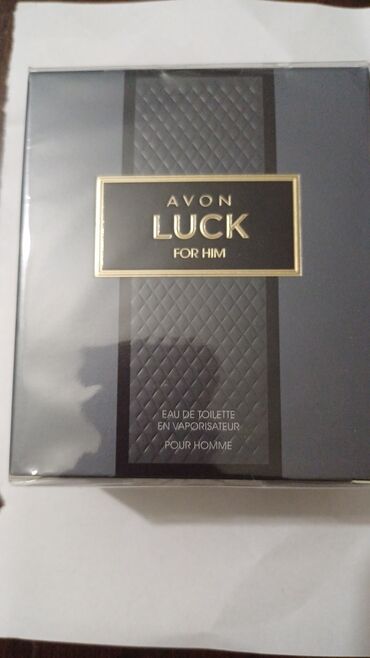 AVON
LUCK
FOR HIM
EAU DE TOILETTE
EN VAPORISATEUR
POUR HOMME